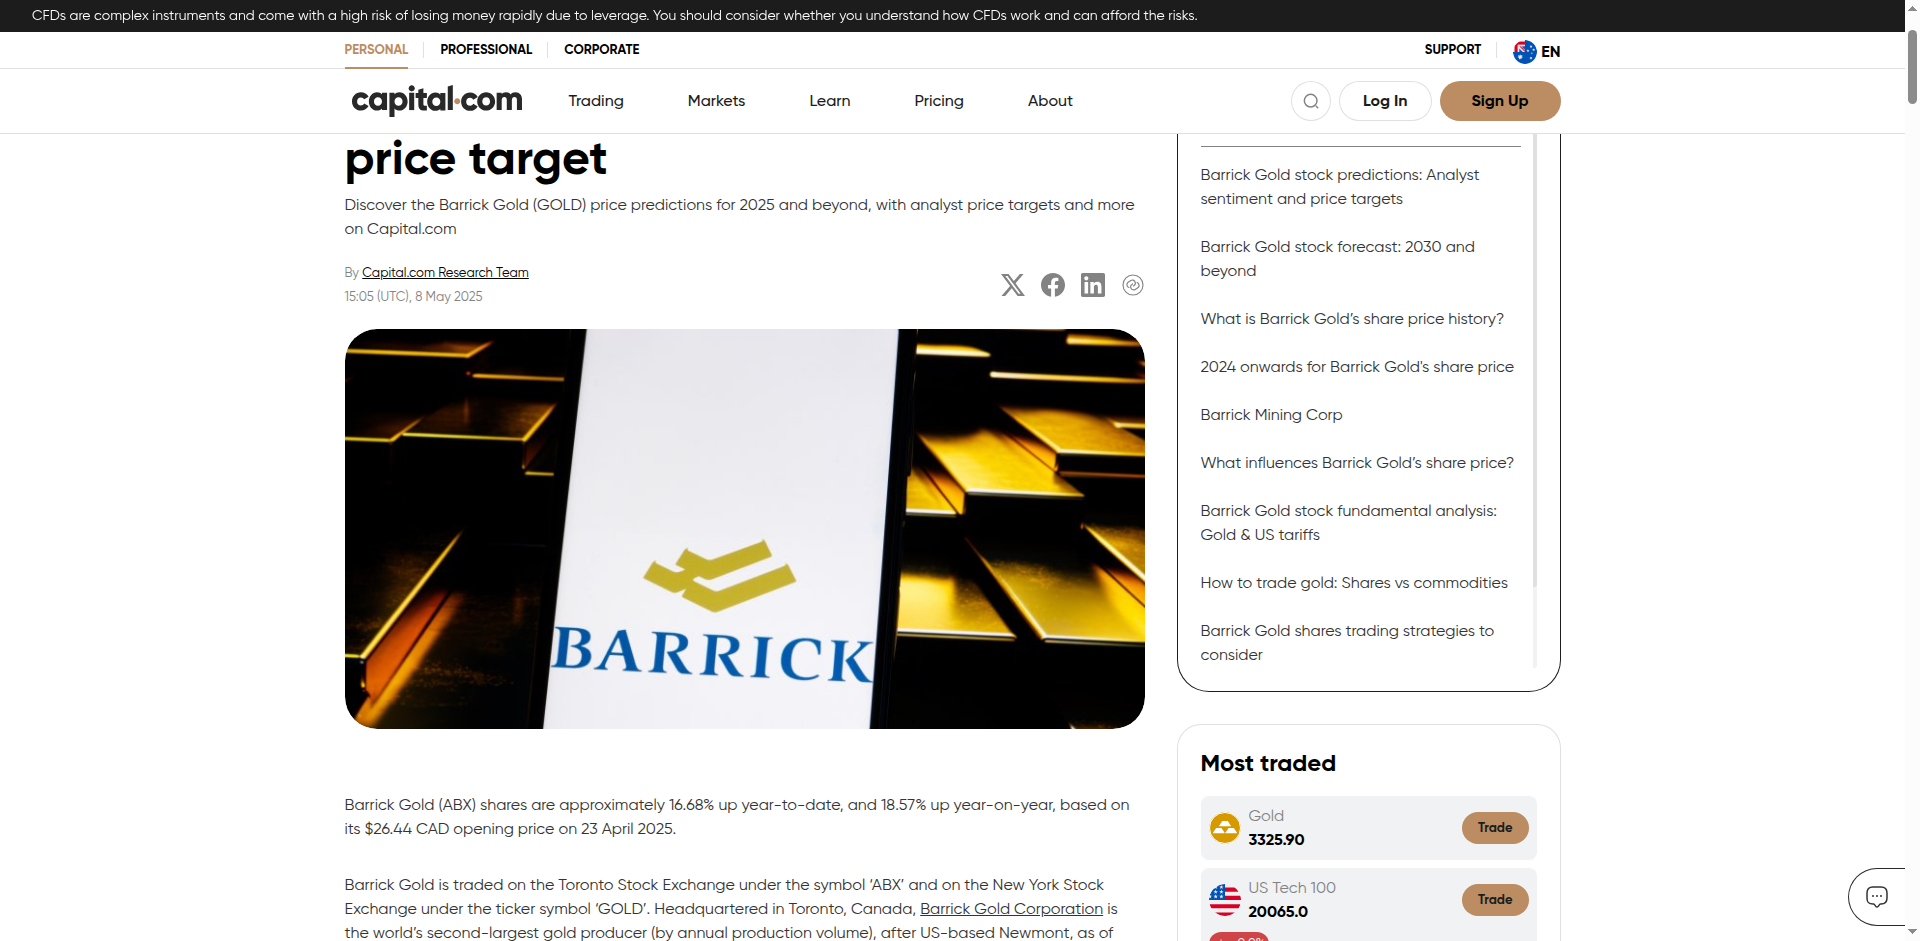 CFDs are complex instruments and come with a high risk of losing money rapidly due to leverage. You should consider whether you understand how CFDs work and can afford the risks.
PERSONAL
PROFESSIONAL
CORPORATE
SUPPORT
EN
capital.com
Trading
Markets
Learn
Pricing
About
Log In
Sign Up
price target
Discover the Barrick Gold (GOLD) price predictions for 2025 and beyond, with analyst price targets and more
on Capital.com
By Capital.com Research Team
15:05 (UTC), 8 May 2025
BARRICK
Barrick Gold (ABX) shares are approximately 16.68% up year-to-date, and 18.57% up year-on-year, based on
its $26.44 CAD opening price on 23 April 2025.
Barrick Gold is traded on the Toronto Stock Exchange under the symbol ‘ABX’ and on the New York Stock
Exchange under the ticker symbol ‘GOLD’. Headquartered in Toronto, Canada, Barrick Gold Corporation is
the world’s second-largest gold producer (by annual production volume), after US-based Newmont, as of
Barrick Gold stock predictions: Analyst
sentiment and price targets
Barrick Gold stock forecast: 2030 and
beyond
What is Barrick Gold’s share price history?
2024 onwards for Barrick Gold's share price
Barrick Mining Corp
What influences Barrick Gold’s share price?
Barrick Gold stock fundamental analysis:
Gold & US tariffs
How to trade gold: Shares vs commodities
Barrick Gold shares trading strategies to
consider
Most traded
Gold
3325.90
Trade
US Tech 100
20065.0
Trade